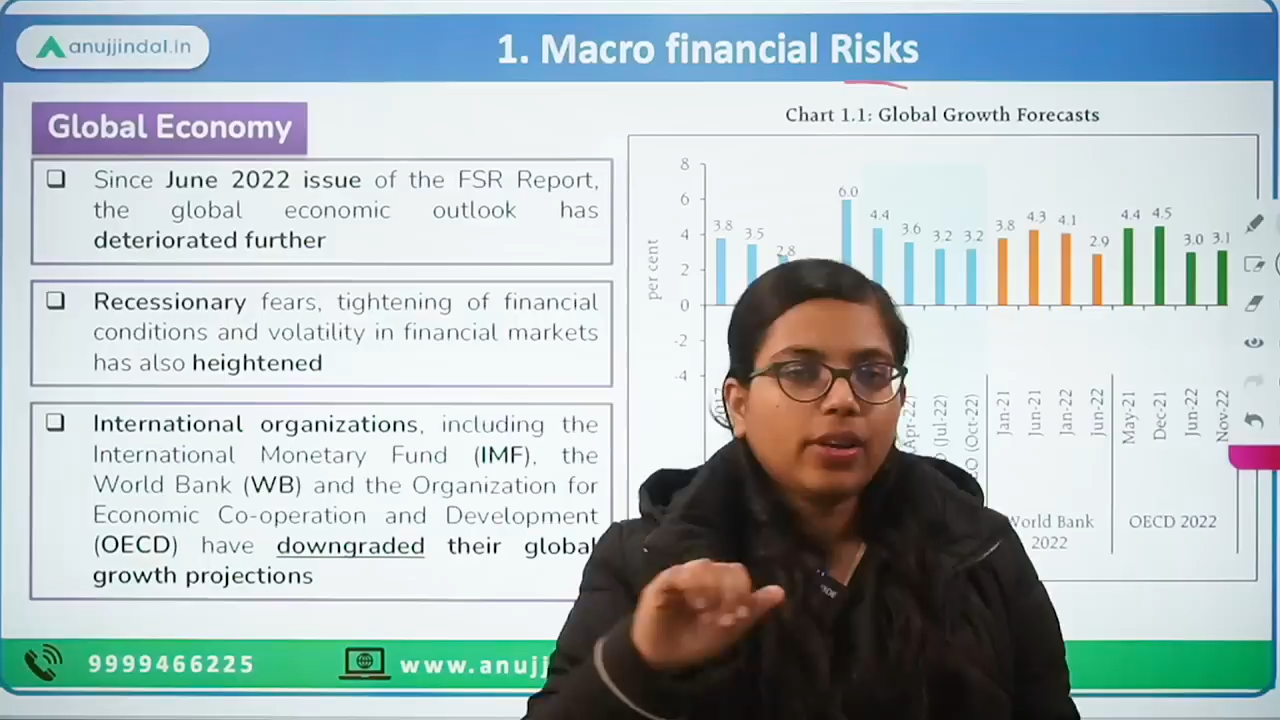 anujjindal.in
1. Macro financial Risks
Global Economy
Since June 2022 issue of the FSR Report,
the global economic outlook has
deteriorated further
Recessionary fears, tightening of financial
conditions and volatility in financial markets
has also heightened
International organizations, including the
International Monetary Fund (IMF), the
World Bank (WB) and the Organization for
Economic Co-operation and Development
(OECD) have downgraded their global
growth projections
Chart 1.1: Global Growth Forecasts
per cent
8
6
4
2
0
-2
-4
3.8
3.5
2.8
6.0
4.4
3.6
3.2
3.2
3.8
4.3
4.1
2.9
4.4
4.5
3.0
3.1
Apr-22)
(Jul-22)
(Oct-22)
Jan-21
Jun-21
Jan-22
Jun-22
May-21
Dec-21
Jun-22
Nov-22
World Bank
2022
OECD 2022
9999466225
www.anujj